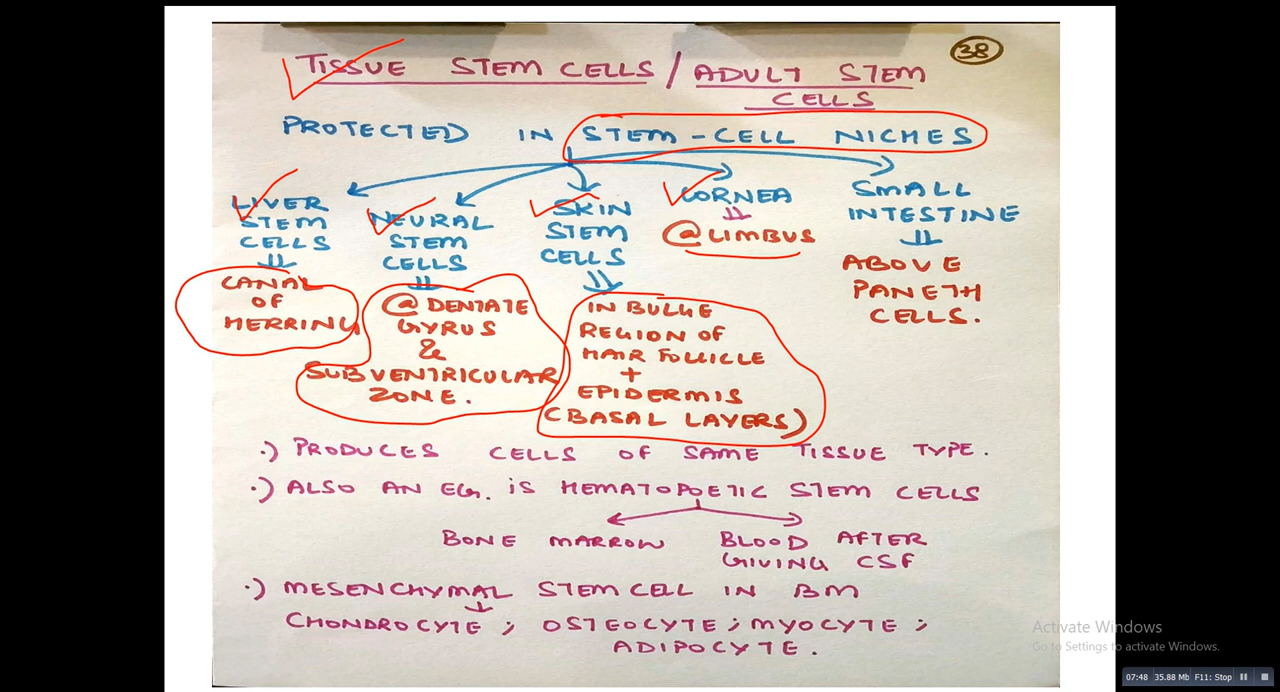 38
TISSUE STEM CELLS / ADULT STEM
CELLS
PROTECTED IN STEM-CELL NICHES
LIVER
STEM
CELLS
CANAL
OF
HERRING
NEURAL
STEM
CELLS
@ DENTATE
GYRUS
&
SUBVENTRICULAR
ZONE.
SKIN
STEM
CELLS
IN BULGE
REGION OF
HAIR FOLLICLE
+
EPIDERMIS
(BASAL LAYERS)
CORNEA
@ LIMBUS
SMALL
INTESTINE
ABOVE
PANETH
CELLS.
.) PRODUCES CELLS OF SAME TISSUE TYPE.
.) ALSO AN EG. IS HEMATOPOETIC STEM CELLS
BONE MARROW
BLOOD AFTER
GIVING CSF
.) MESENCHYMAL STEM CELL IN BM
CHONDROCYTE ; OSTEOCYTE ; MYOCYTE ;
ADIPOCYTE.
Activate Windows
Go to Settings to activate Windows.
07:48 35.88 Mb F11: Stop